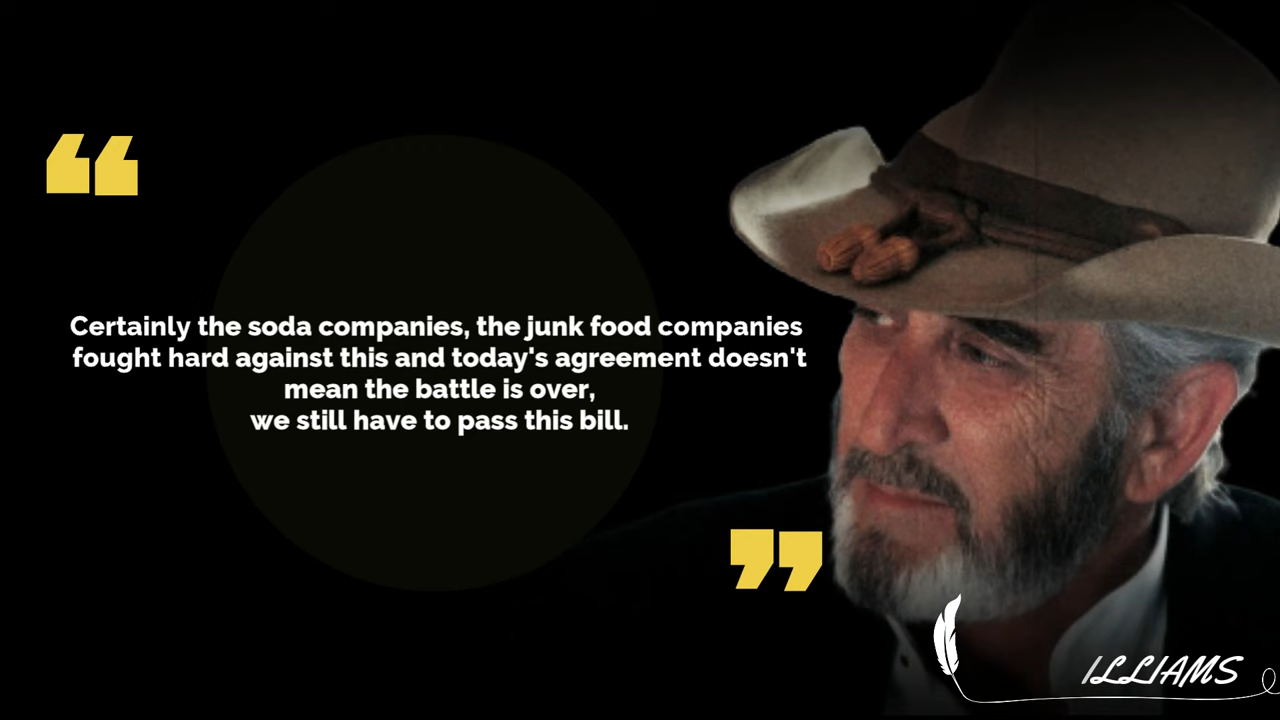 Certainly the soda companies, the junk food companies
fought hard against this and today's agreement doesn't
mean the battle is over,
we still have to pass this bill.
ILLIAMS